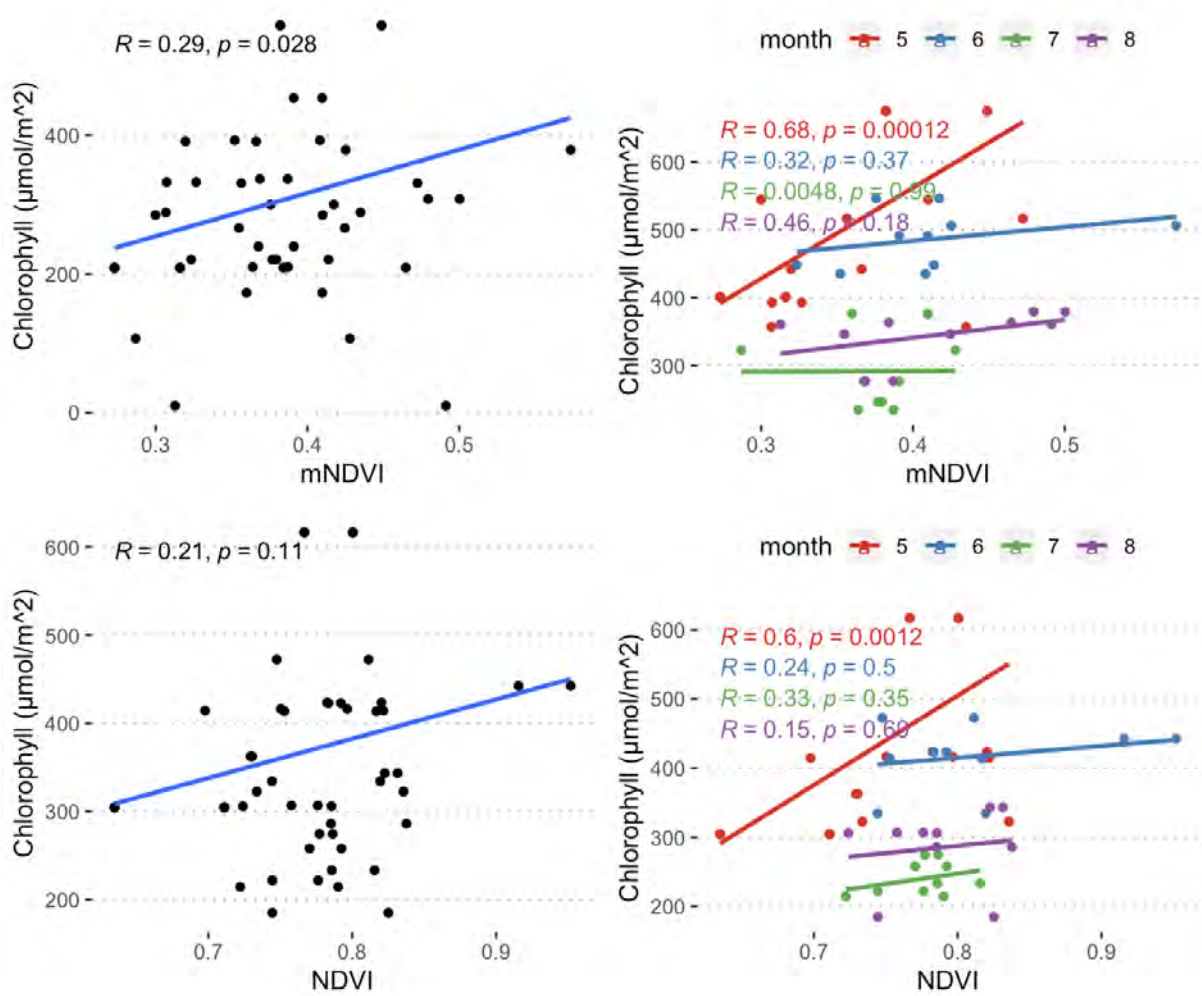 R = 0.29, p = 0.028
Chlorophyll (µmol/m^2)
400
200
0
0.3 0.4 0.5
mNDVI
month 5 6 7 8
R = 0.68, p = 0.00012
R = 0.32, p = 0.37
R = 0.0048, p = 0.99
R = 0.46, p = 0.18
Chlorophyll (µmol/m^2)
600
500
400
300
0.3 0.4 0.5
mNDVI
R = 0.21, p = 0.11
Chlorophyll (µmol/m^2)
600
500
400
300
200
0.7 0.8 0.9
NDVI
month 5 6 7 8
R = 0.6, p = 0.0012
R = 0.24, p = 0.5
R = 0.33, p = 0.35
R = 0.15, p =
Chlorophyll (µmol/m^2)
600
500
400
300
200
0.7 0.8 0.9
NDVI